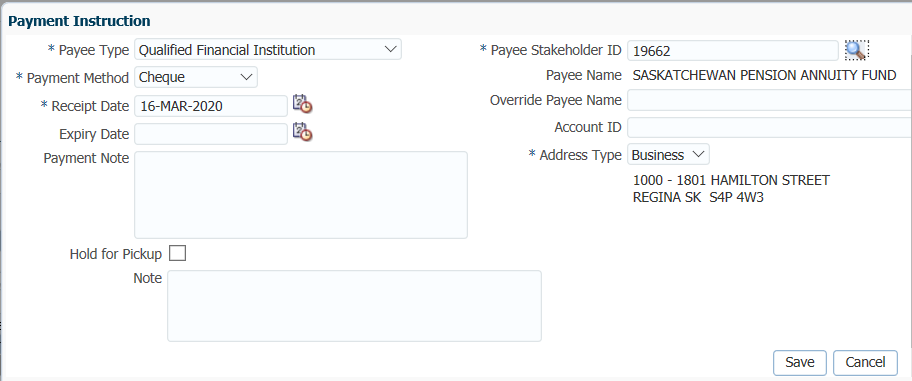 Payment Instruction
* Payee Type Qualified Financial Institution
* Payment Method Cheque
* Receipt Date 16-MAR-2020
Expiry Date
Payment Note
Hold for Pickup
Note
* Payee Stakeholder ID 19662
Payee Name SASKATCHEWAN PENSION ANNUITY FUND
Override Payee Name
Account ID
* Address Type Business
1000 - 1801 HAMILTON STREET
REGINA SK S4P 4W3
Save Cancel